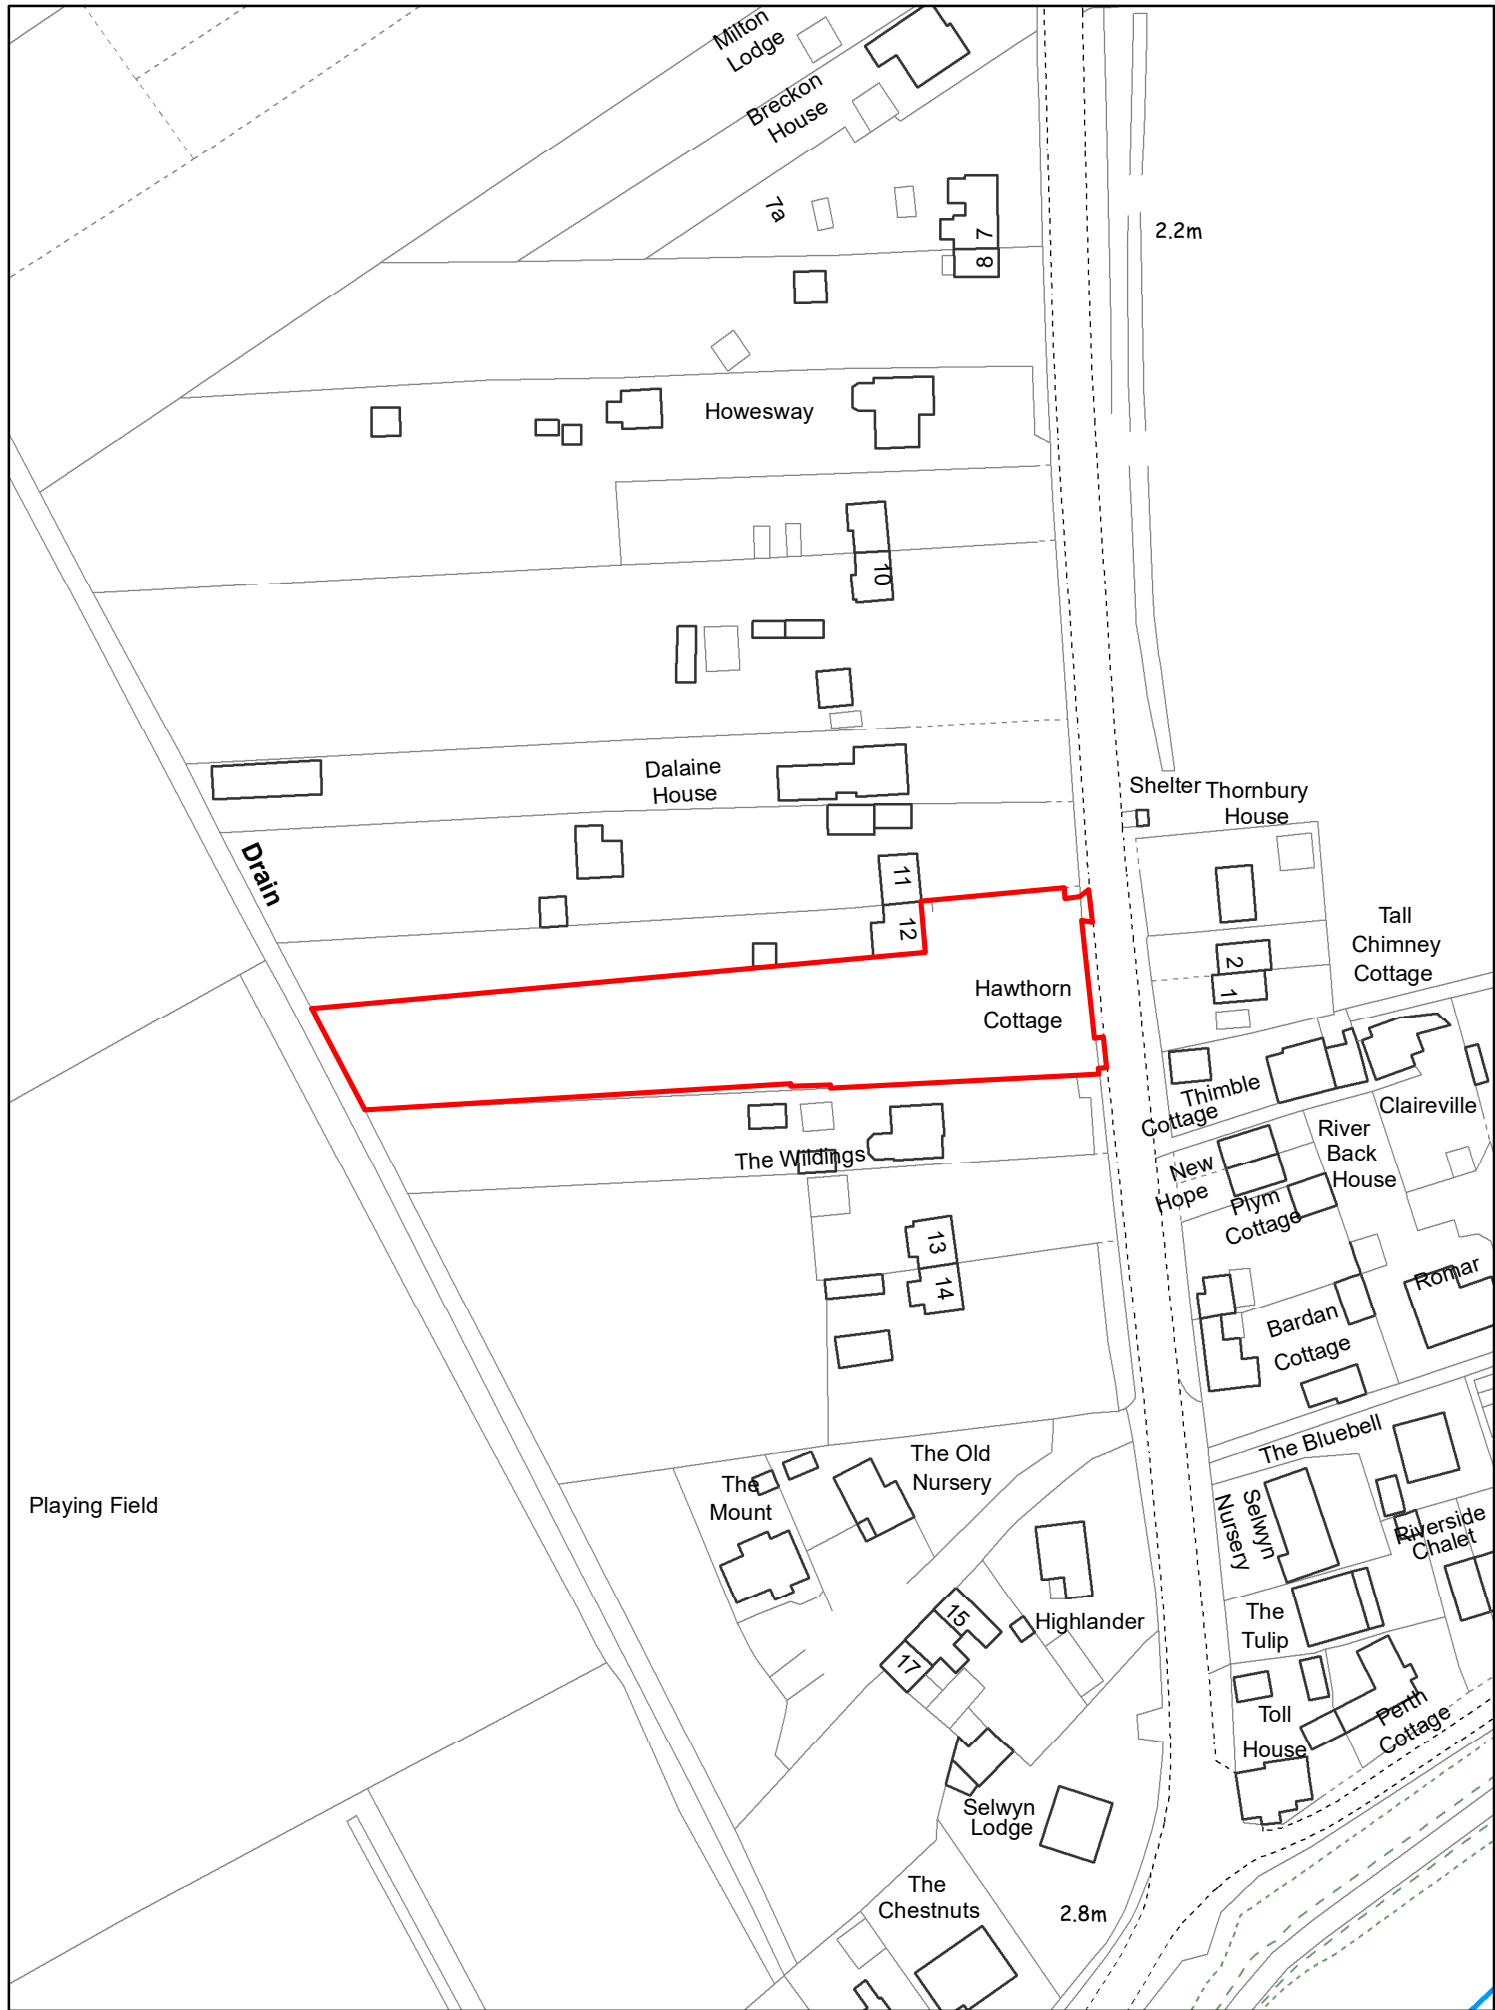 Milton
Lodge
Breckon
House
7a
7
8
2.2m
Howesway
10
Dalaine
House
Shelter
Thornbury
House
Drain
11
12
Hawthorn
Cottage
2
1
Tall
Chimney
Cottage
Thimble
Cottage
Claireville
The Wildings
New
Hope
River
Back
House
Plym
Cottage
13
14
Romar
Bardan
Cottage
The Bluebell
The Old
Nursery
The
Mount
Playing Field
Selwyn
Nursery
Riverside
Chalet
15
17
Highlander
The
Tulip
Toll
House
Perth
Cottage
Selwyn
Lodge
The
Chestnuts
2.8m